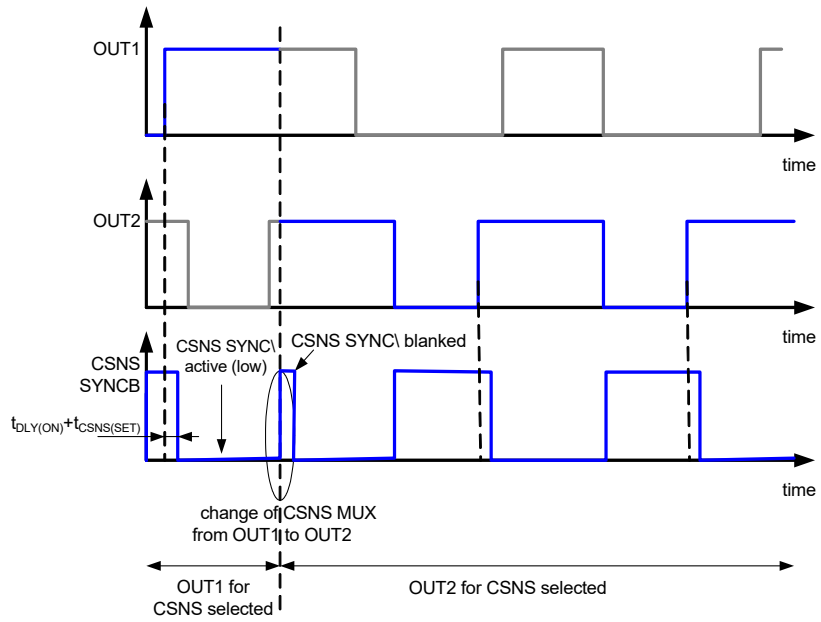 OUT1
time
OUT2
time
CSNS SYNC\ blanked
CSNS SYNC\
active (low)
CSNS
SYNCB
tDLY(ON)+tCSNS(SET)
time
change of CSNS MUX
from OUT1 to OUT2
OUT1 for
CSNS selected
OUT2 for CSNS selected